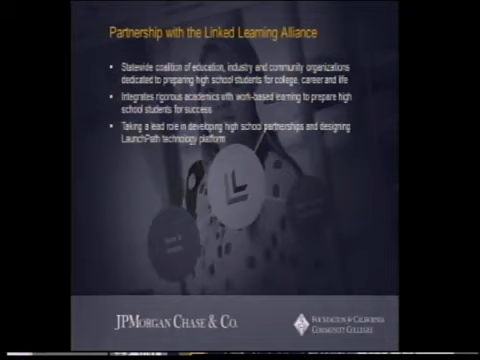 Partnership with the Linked Learning Alliance
• Statewide coalition of education, industry and community organizations
dedicated to preparing high school students for college, career and life
• Integrates rigorous academics with work-based learning to prepare high
school students for success
• Taking a lead role in developing high school partnerships and designing
LaunchPath technology platform
JPMORGAN CHASE & CO.
FOUNDATION for CALIFORNIA
COMMUNITY COLLEGES